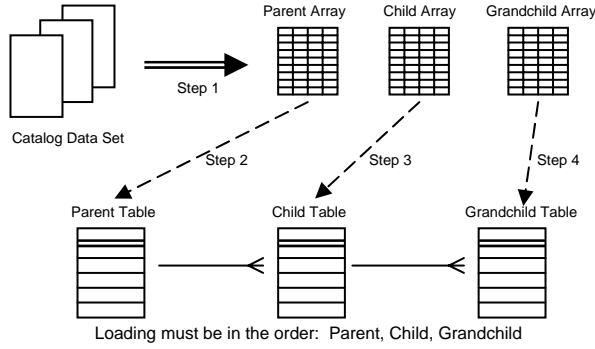 Parent Array
Child Array
Grandchild Array
Step 1
Catalog Data Set
Step 2
Step 3
Step 4
Parent Table
Child Table
Grandchild Table
Loading must be in the order:  Parent, Child, Grandchild